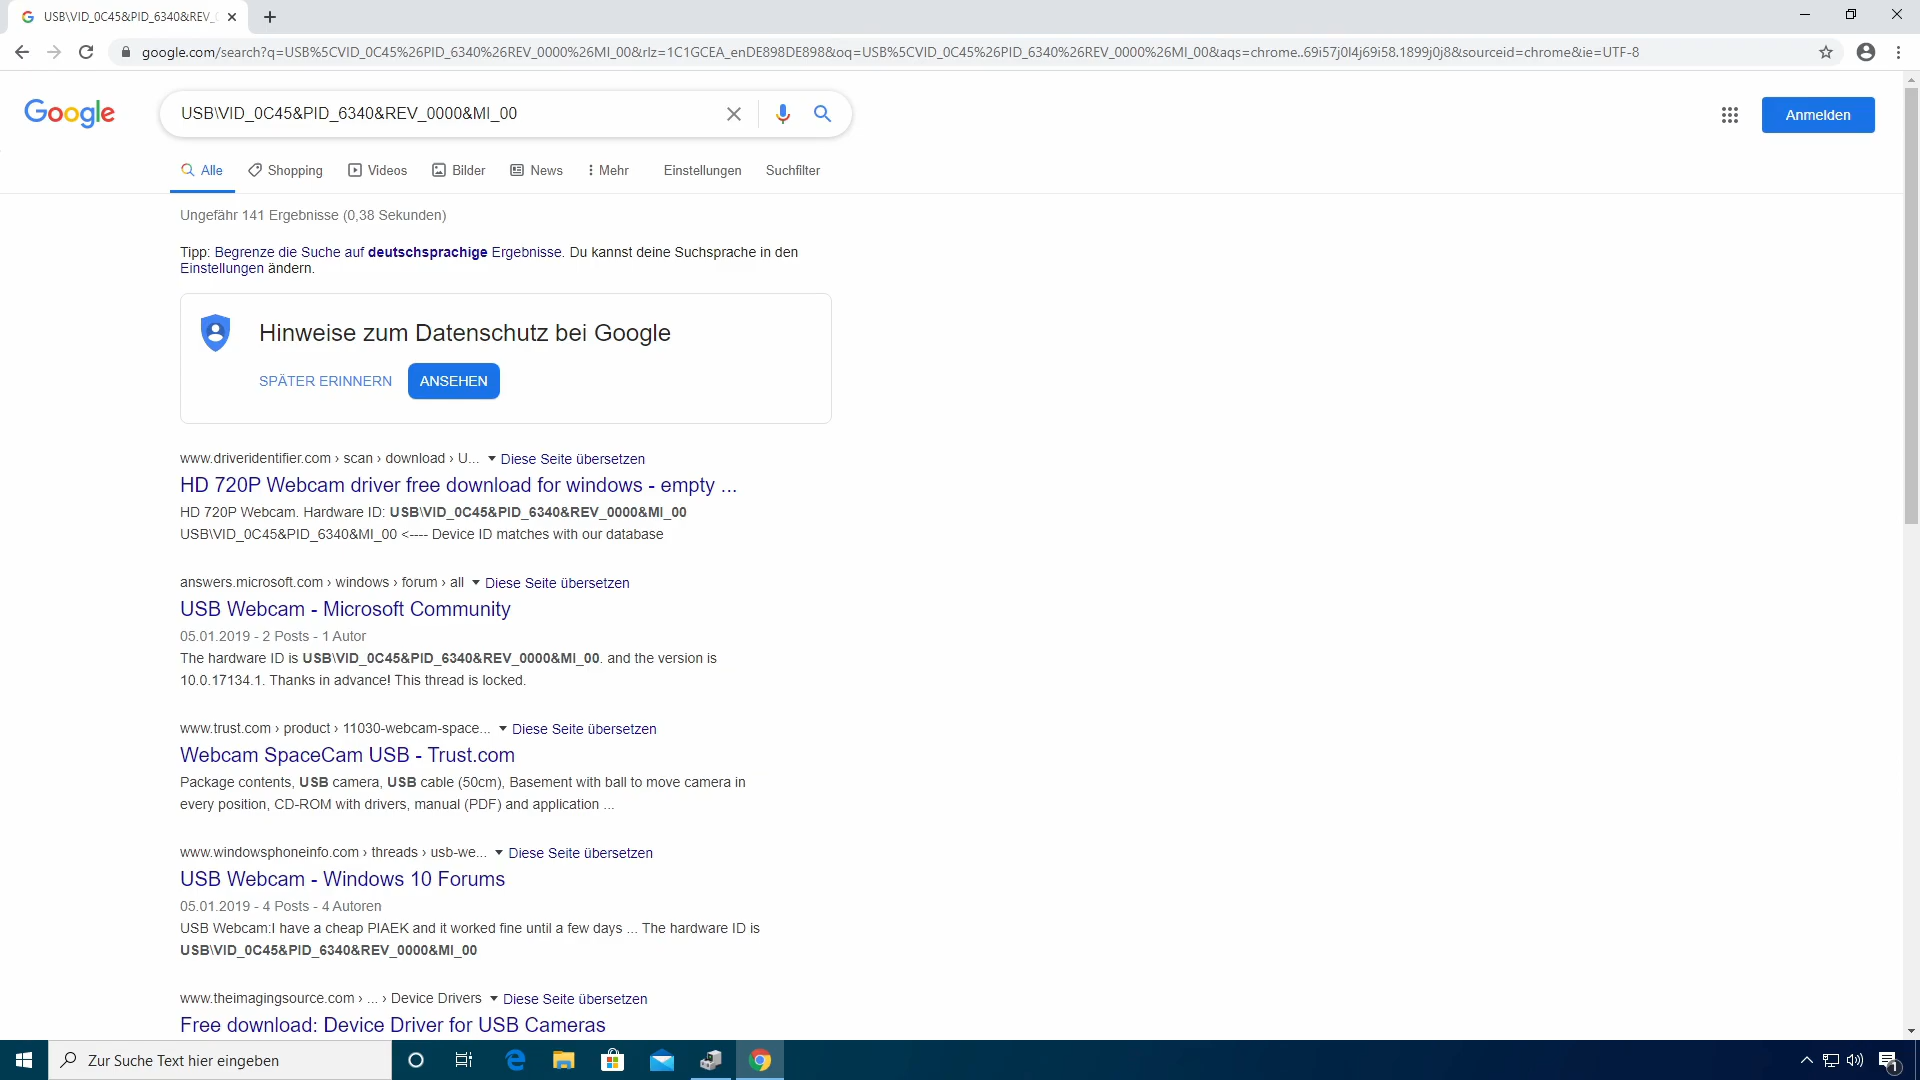 USB\VID_0C45&PID_6340&REV_
google.com/search?q=USB%5CVID_0C45%26PID_6340%26REV_0000%26MI_00&rlz=1C1GCEA_enDE898DE898&oq=USB%5CVID_0C45%26PID_6340%26REV_0000%26MI_00&aqs=chrome..69i57j0l4j69i58.1899j0j8&sourceid=chrome&ie=UTF-8
Google
USB\VID_0C45&PID_6340&REV_0000&MI_00
Anmelden
Alle Shopping Videos Bilder News Mehr Einstellungen Suchfilter
Ungefähr 141 Ergebnisse (0,38 Sekunden)
Tipp: Begrenze die Suche auf deutschsprachige Ergebnisse. Du kannst deine Suchsprache in den
Einstellungen ändern.
Hinweise zum Datenschutz bei Google
SPÄTER ERINNERN ANSEHEN
www.driveridentifier.com › scan › download › U... Diese Seite übersetzen
HD 720P Webcam driver free download for windows - empty ...
HD 720P Webcam. Hardware ID: USB\VID_0C45&PID_6340&REV_0000&MI_00
USB\VID_0C45&PID_6340&MI_00 <---- Device ID matches with our database
answers.microsoft.com › windows › forum › all Diese Seite übersetzen
USB Webcam - Microsoft Community
05.01.2019 - 2 Posts - 1 Autor
The hardware ID is USB\VID_0C45&PID_6340&REV_0000&MI_00. and the version is
10.0.17134.1. Thanks in advance! This thread is locked.
www.trust.com › product › 11030-webcam-space... Diese Seite übersetzen
Webcam SpaceCam USB - Trust.com
Package contents, USB camera, USB cable (50cm), Basement with ball to move camera in
every position, CD-ROM with drivers, manual (PDF) and application ...
www.windowsphoneinfo.com › threads › usb-we... Diese Seite übersetzen
USB Webcam - Windows 10 Forums
05.01.2019 - 4 Posts - 4 Autoren
USB Webcam:I have a cheap PIAEK and it worked fine until a few days ... The hardware ID is
USB\VID_0C45&PID_6340&REV_0000&MI_00
www.theimagingsource.com › ... › Device Drivers Diese Seite übersetzen
Free download: Device Driver for USB Cameras
Zur Suche Text hier eingeben
1